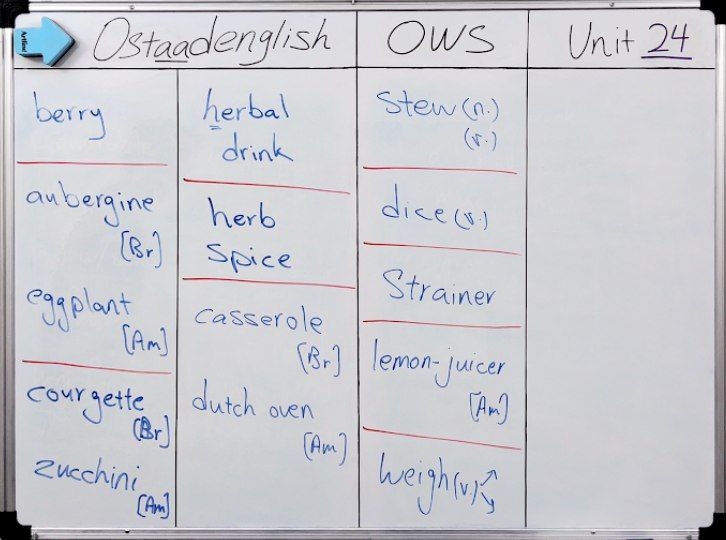 Ostaadenglish
OWS
Unit 24
berry
aubergine
[Br]
eggplant
[Am]
courgette
[Br]
zucchini
[Am]
herbal
drink
herb
spice
casserole
[Br]
dutch oven
[Am]
stew (n.)
(v.)
dice (v.)
Strainer
lemon-juicer
[Am]
weigh (v.)